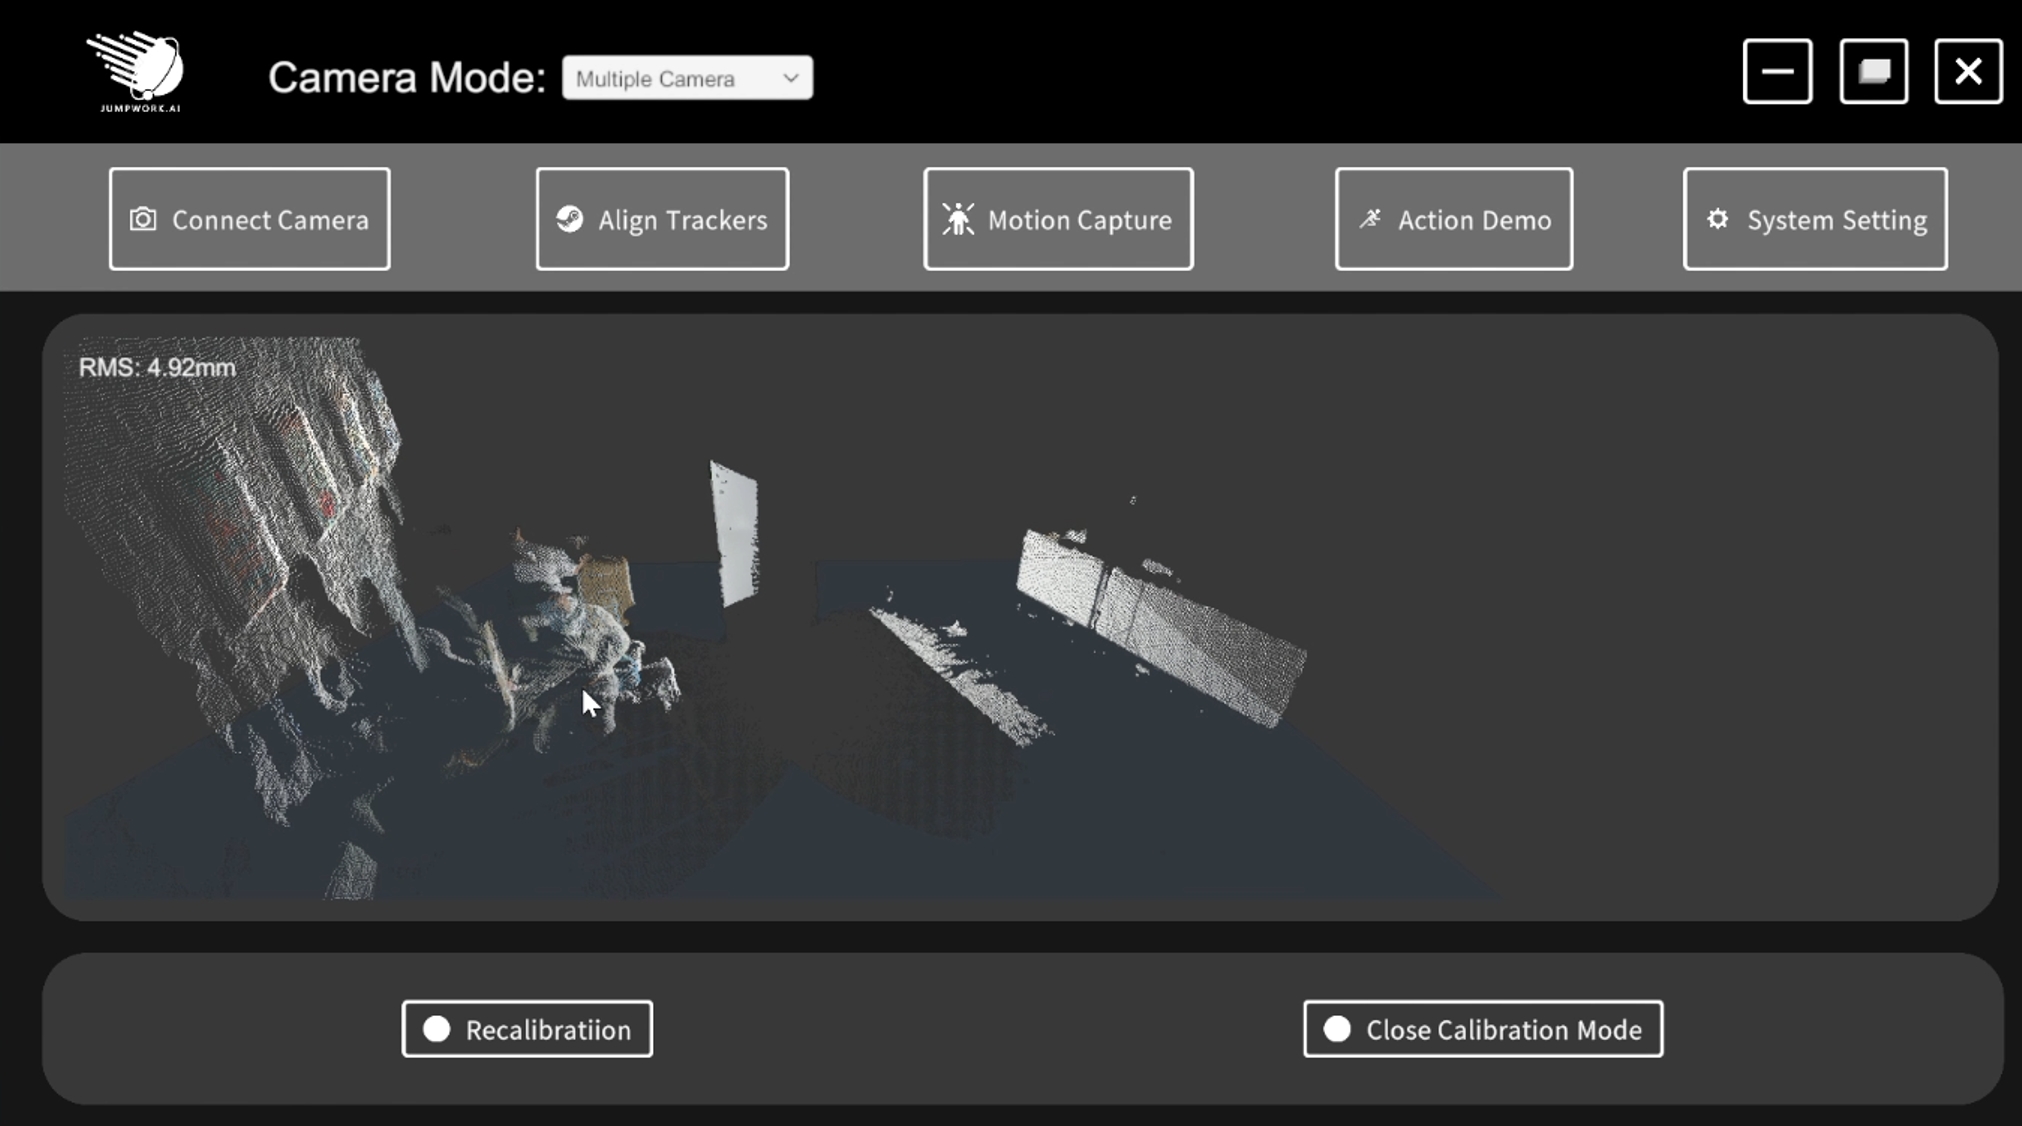 JUMPWORK.AI
Camera Mode: Multiple Camera
Connect Camera
Align Trackers
Motion Capture
Action Demo
System Setting
RMS: 4.92mm
Recalibratiion
Close Calibration Mode